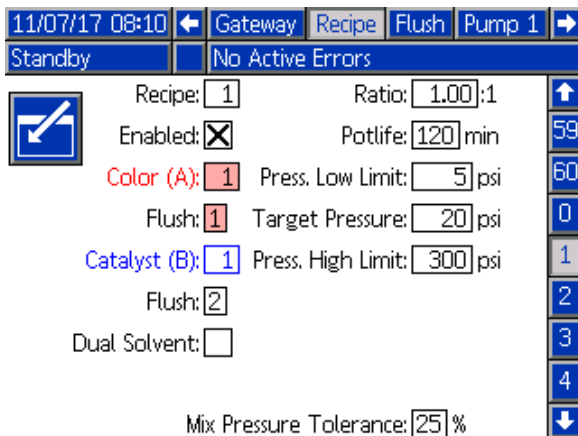 11/07/17 08:10 Gateway Recipe Flush Pump 1
Standby No Active Errors
Recipe: 1 Ratio: 1.00 :1
Enabled: Potlife: 120 min 59
Color (A): 1 Press. Low Limit: 5 psi 60
Flush: 1 Target Pressure: 20 psi 0
Catalyst (B): 1 Press. High Limit: 300 psi 1
Flush: 2 2
Dual Solvent: 3
4
Mix Pressure Tolerance: 25 %